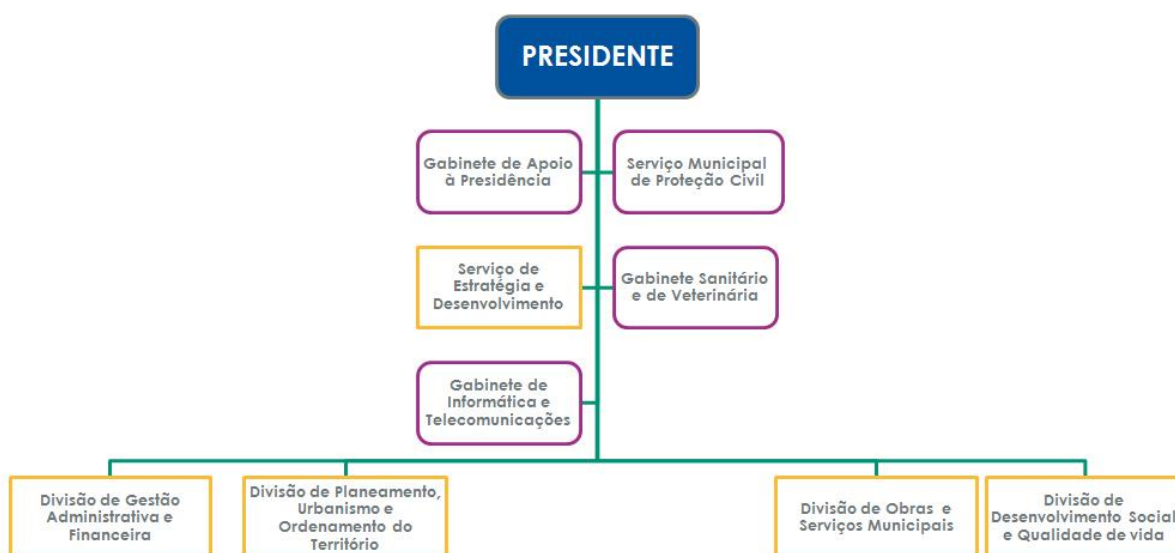 PRESIDENTE
Gabinete de Apoio
à Presidência
Serviço Municipal
de Proteção Civil
Serviço de
Estratégia e
Desenvolvimento
Gabinete Sanitário
e de Veterinária
Gabinete de
Informática e
Telecomunicações
Divisão de Gestão
Administrativa e
Financeira
Divisão de Planeamento,
Urbanismo e
Ordenamento do
Território
Divisão de Obras e
Serviços Municipais
Divisão de
Desenvolvimento Social
e Qualidade de vida